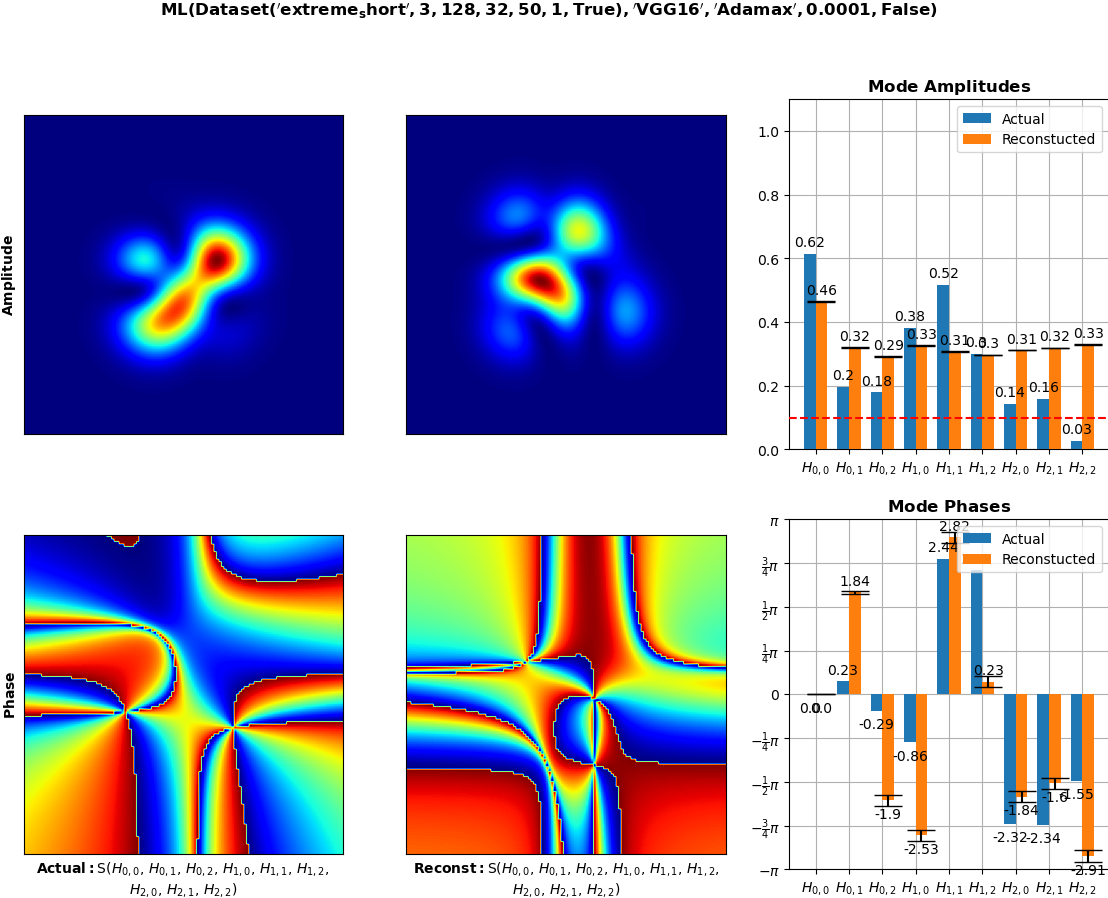 ML(Dataset('extreme_short', 3, 128, 32, 50, 1, True), 'VGG16', 'Adamax', 0.0001, False)
Amplitude
Mode Amplitudes
Actual
Reconstucted
1.0
0.8
0.6
0.4
0.2
0.0
0.62
0.46
0.2
0.32
0.18
0.29
0.38
0.33
0.52
0.31
0.3
0.3
0.14
0.31
0.16
0.32
0.03
0.33
H0,0 H0,1 H0,2 H1,0 H1,1 H1,2 H2,0 H2,1 H2,2
Phase
Actual: S(H0,0, H0,1, H0,2, H1,0, H1,1, H1,2,
H2,0, H2,1, H2,2)
Reconst: S(H0,0, H0,1, H0,2, H1,0, H1,1, H1,2,
H2,0, H2,1, H2,2)
Mode Phases
Actual
Reconstucted
π
3/4π
1/2π
1/4π
0
−1/4π
−1/2π
−3/4π
−π
0.0
0.0
0.23
1.84
-0.29
-1.9
-0.86
-2.53
2.44
2.82
0.23
-2.32
-1.84
-2.34
-1.6
-1.55
-2.91
H0,0 H0,1 H0,2 H1,0 H1,1 H1,2 H2,0 H2,1 H2,2